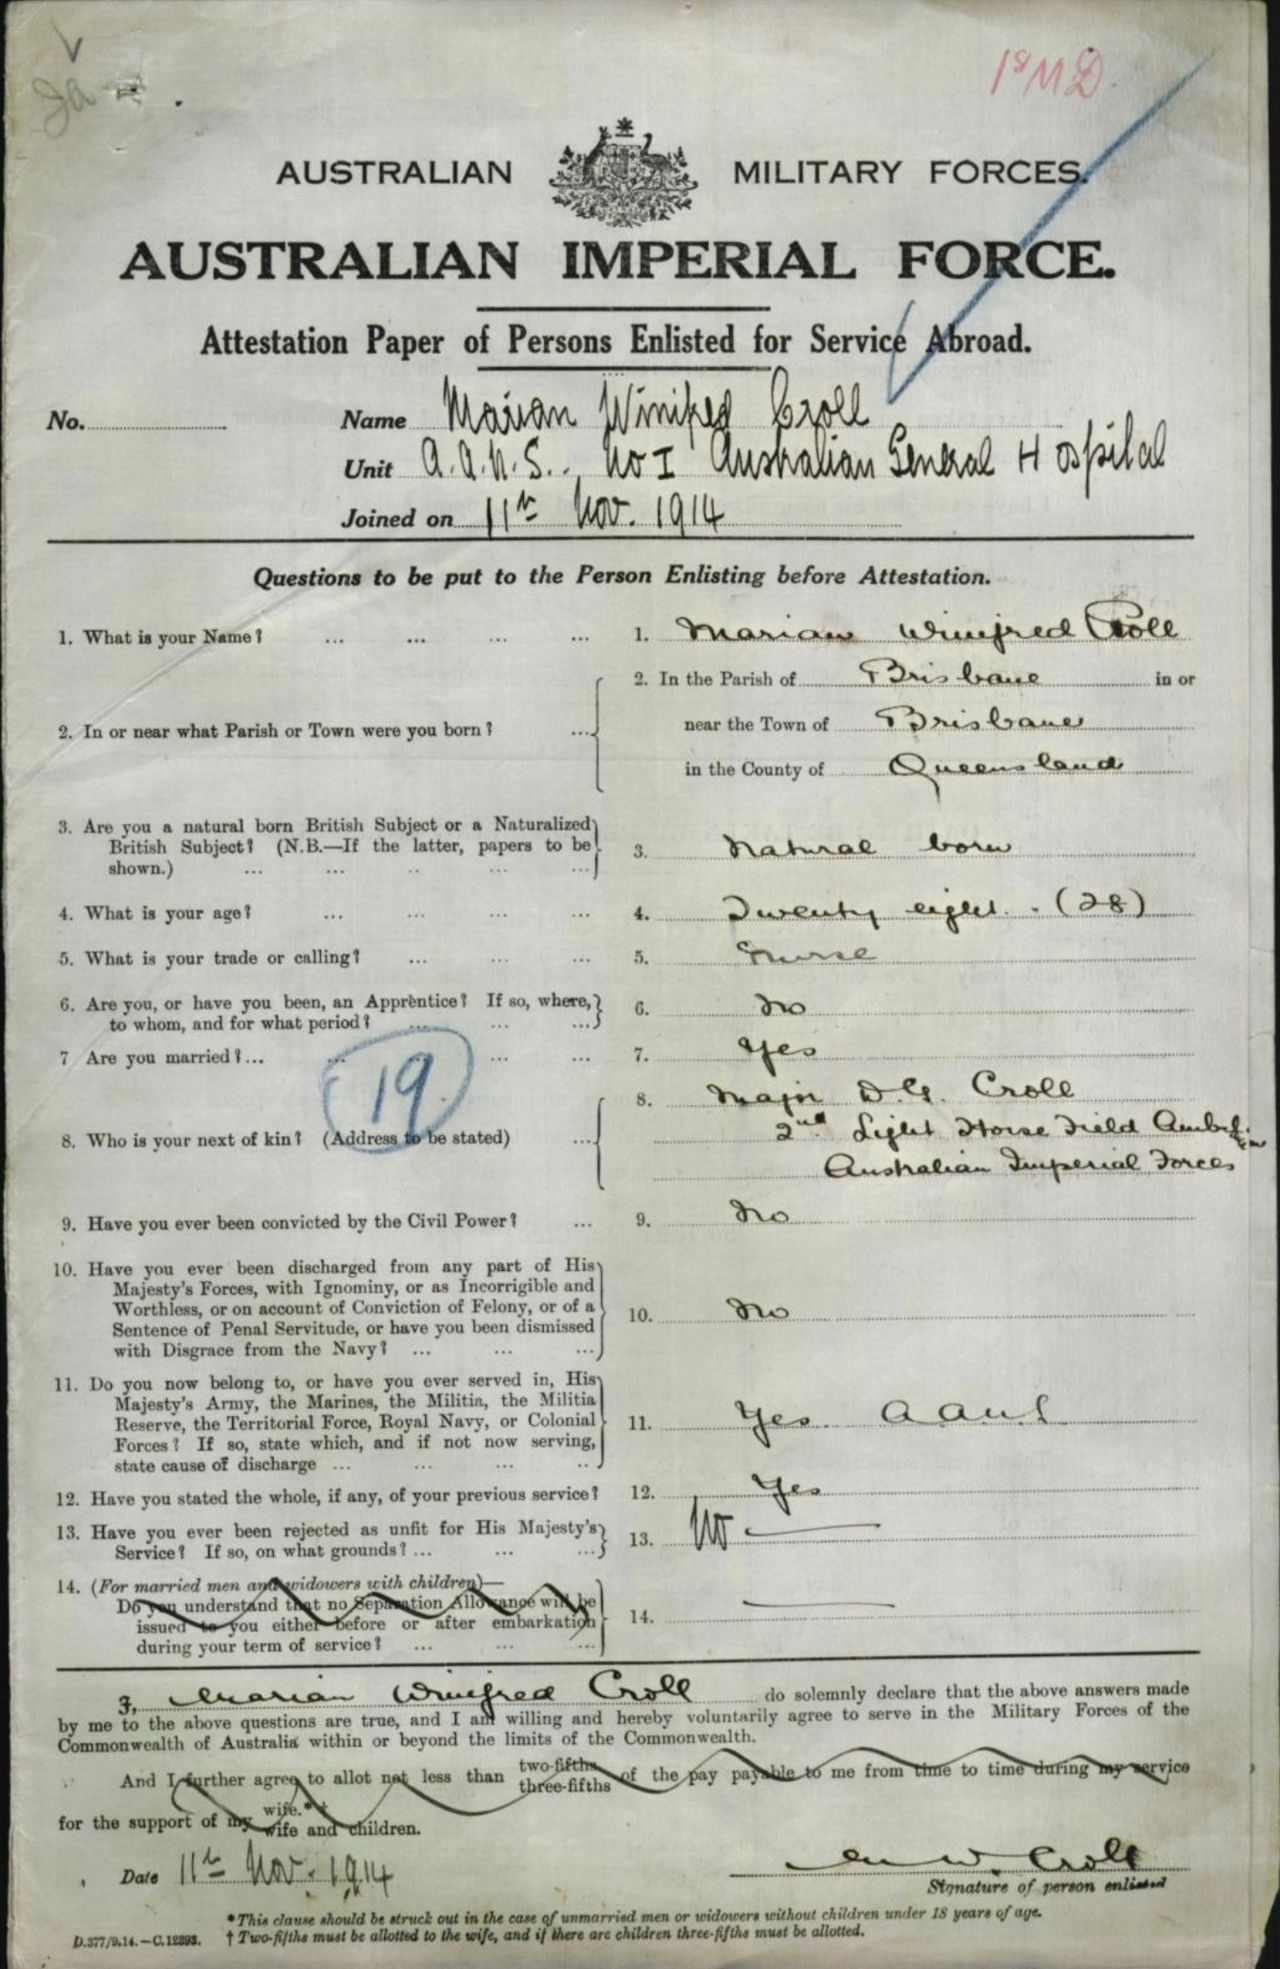 1st M.D.
AUSTRALIAN MILITARY FORCES.
AUSTRALIAN IMPERIAL FORCE.
Attestation Paper of Persons Enlisted for Service Abroad.
No. Name Marian Winifred Croll
Unit A.A.N.S.. No I Australian General Hospital
Joined on 11th Nov. 1914
Questions to be put to the Person Enlisting before Attestation.
1. What is your Name? ... ... ... ... 1. Marian Winifred Croll
2. In the Parish of Brisbane in or
2. In or near what Parish or Town were you born? ... near the Town of Brisbane
in the County of Queensland
3. Are you a natural born British Subject or a Naturalized
British Subject? (N.B.—If the latter, papers to be 3. Natural born
shown.) ... ... .. ... ...
4. What is your age? ... ... ... ... 4. Twenty eight. (28)
5. What is your trade or calling? ... ... ... 5. Nurse
6. Are you, or have you been, an Apprentice? If so, where, 6. No
to whom, and for what period? ... ... ...
7 Are you married?... ... ... ... 7. Yes
19
8. Major D.G. Croll
8. Who is your next of kin? (Address to be stated) ... 2nd Light Horse Field Amb
Australian Imperial Forces
9. Have you ever been convicted by the Civil Power? ... 9. No
10. Have you ever been discharged from any part of His
Majesty's Forces, with Ignominy, or as Incorrigible and
Worthless, or on account of Conviction of Felony, or of a 10. No
Sentence of Penal Servitude, or have you been dismissed
with Disgrace from the Navy? ... ... ...
11. Do you now belong to, or have you ever served in, His
Majesty's Army, the Marines, the Militia, the Militia
Reserve, the Territorial Force, Royal Navy, or Colonial 11. Yes AANS
Forces? If so, state which, and if not now serving,
state cause of discharge ... ... ... ..
12. Have you stated the whole, if any, of your previous service? 12. Yes
13. Have you ever been rejected as unfit for His Majesty's 13. No
Service? If so, on what grounds? ... ... ...
14. (For married men and widowers with children)—
Do you understand that no Separation Allowance will be
issued to you either before or after embarkation 14.
during your term of service? ... ... ...
I, Marian Winifred Croll do solemnly declare that the above answers made
by me to the above questions are true, and I am willing and hereby voluntarily agree to serve in the Military Forces of the
Commonwealth of Australia within or beyond the limits of the Commonwealth.
And I further agree to allot not less than two-fifths three-fifths of the pay payable to me from time to time during my service
for the support of my wife.*† wife and children.
Date 11th Nov. 1914 M W. Croll
Signature of person enlisted
*This clause should be struck out in the case of unmarried men or widowers without children under 18 years of age.
D.377/9.14.—C.12393. † Two-fifths must be allotted to the wife, and if there are children three-fifths must be allotted.